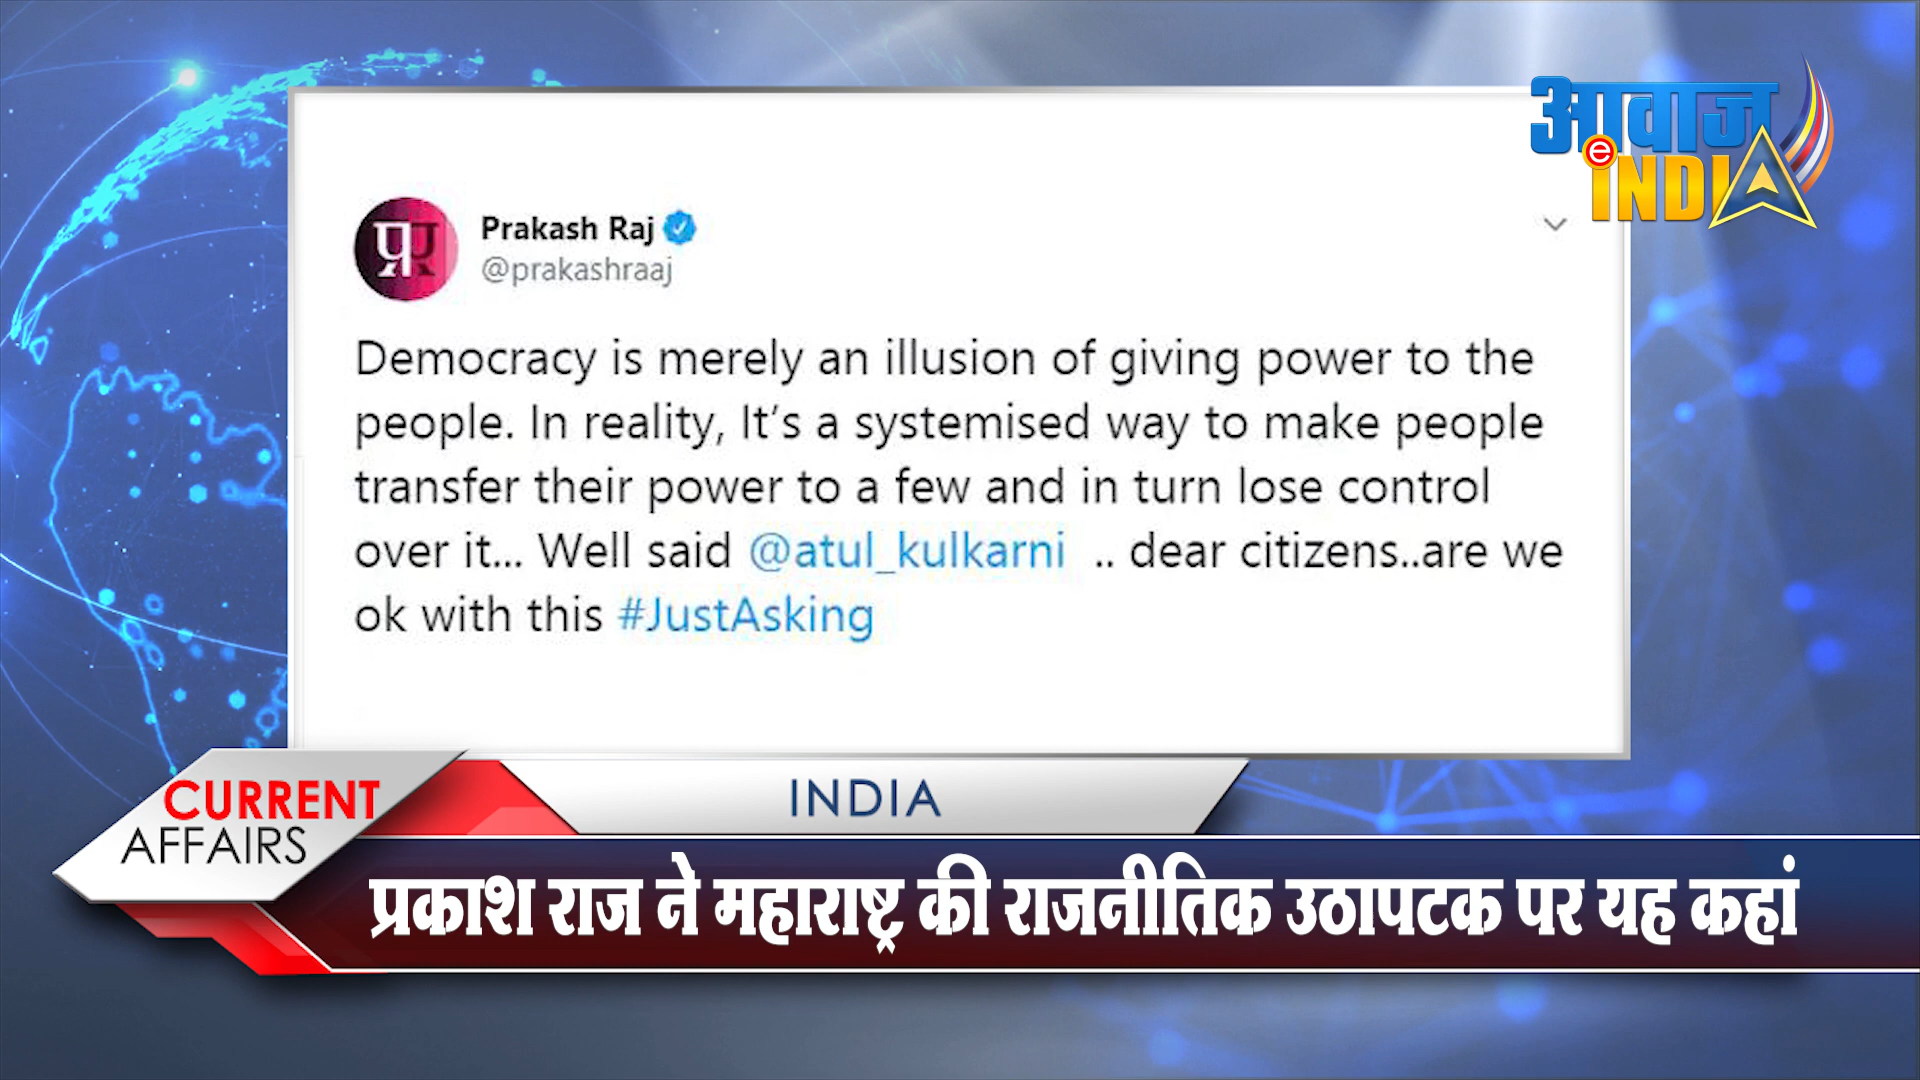 आवाज
e INDIA
Prakash Raj
@prakashraaj
Democracy is merely an illusion of giving power to the
people. In reality, It's a systemised way to make people
transfer their power to a few and in turn lose control
over it... Well said @atul_kulkarni .. dear citizens..are we
ok with this #JustAsking
INDIA
CURRENT
AFFAIRS
प्रकाश राज ने महाराष्ट्र की राजनीतिक उठापटक पर यह कहां